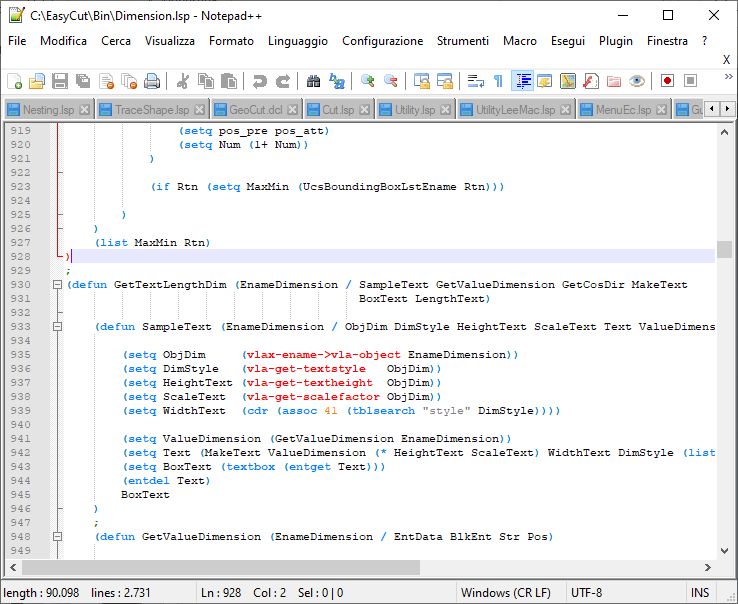 C:\EasyCut\Bin\Dimension.lsp - Notepad++
File Modifica Cerca Visualizza Formato Linguaggio Configurazione Strumenti Macro Esegui Plugin Finestra ?
X
Nesting.lsp TraceShape.lsp GeoCut.dcl Cut.lsp Utility.lsp UtilityLeeMac.lsp MenuEc.lsp
919 (setq pos_pre pos_att)
920 (setq Num (1+ Num))
921 )
922
923 (if Rtn (setq MaxMin (UcsBoundingBoxLstEname Rtn)))
924
925 )
926 )
927 (list MaxMin Rtn)
928 )
929 ;
930 (defun GetTextLengthDim (EnameDimension / SampleText GetValueDimension GetCosDir MakeText
931 BoxText LengthText)
932
933 (defun SampleText (EnameDimension / ObjDim DimStyle HeightText ScaleText Text ValueDimens
934
935 (setq ObjDim (vlax-ename->vla-object EnameDimension))
936 (setq DimStyle (vla-get-textstyle ObjDim))
937 (setq HeightText (vla-get-textheight ObjDim))
938 (setq ScaleText (vla-get-scalefactor ObjDim))
939 (setq WidthText (cdr (assoc 41 (tblsearch "style" DimStyle))))
940
941 (setq ValueDimension (GetValueDimension EnameDimension))
942 (setq Text (MakeText ValueDimension (* HeightText ScaleText) WidthText DimStyle (list
943 (setq BoxText (textbox (entget Text)))
944 (entdel Text)
945 BoxText
946 )
947 ;
948 (defun GetValueDimension (EnameDimension / EntData BlkEnt Str Pos)
949
length : 90.098 lines : 2.731 Ln : 928 Col : 2 Sel : 0 | 0 Windows (CR LF) UTF-8 INS